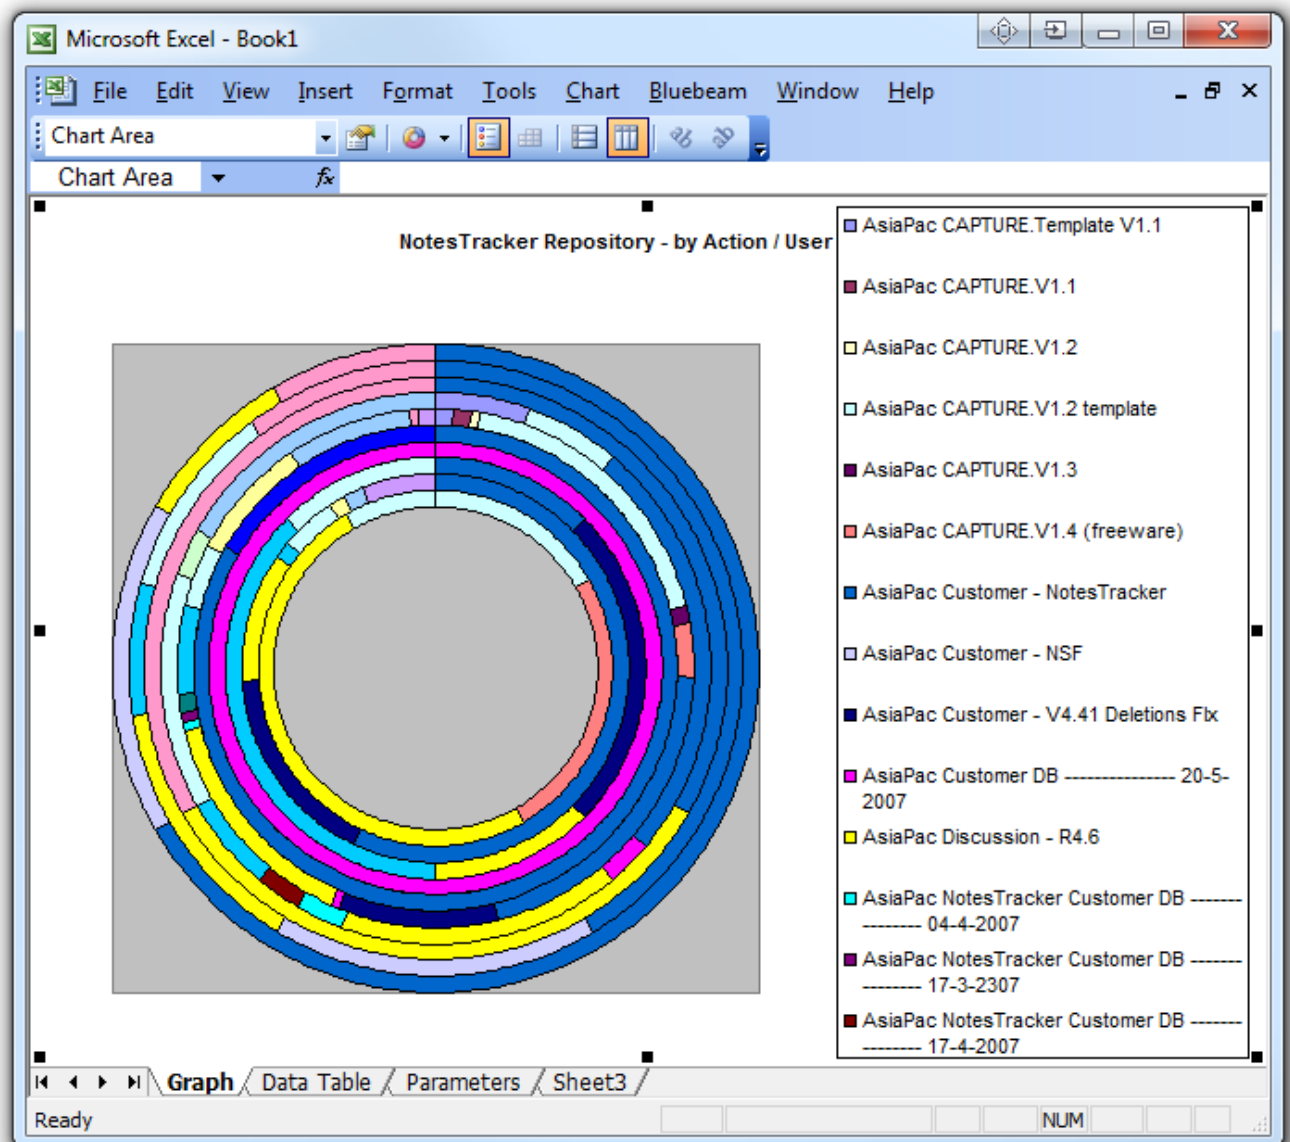 Microsoft Excel - Book1
File Edit View Insert Format Tools Chart Bluebeam Window Help
Chart Area
Chart Area fx
NotesTracker Repository - by Action / User
AsiaPac CAPTURE.Template V1.1
AsiaPac CAPTURE.V1.1
AsiaPac CAPTURE.V1.2
AsiaPac CAPTURE.V1.2 template
AsiaPac CAPTURE.V1.3
AsiaPac CAPTURE.V1.4 (freeware)
AsiaPac Customer - NotesTracker
AsiaPac Customer - NSF
AsiaPac Customer - V4.41 Deletions FIx
AsiaPac Customer DB --------------- 20-5-
2007
AsiaPac Discussion - R4.6
AsiaPac NotesTracker Customer DB -------
-------- 04-4-2007
AsiaPac NotesTracker Customer DB -------
-------- 17-3-2307
AsiaPac NotesTracker Customer DB -------
-------- 17-4-2007
Graph Data Table Parameters Sheet3
Ready NUM